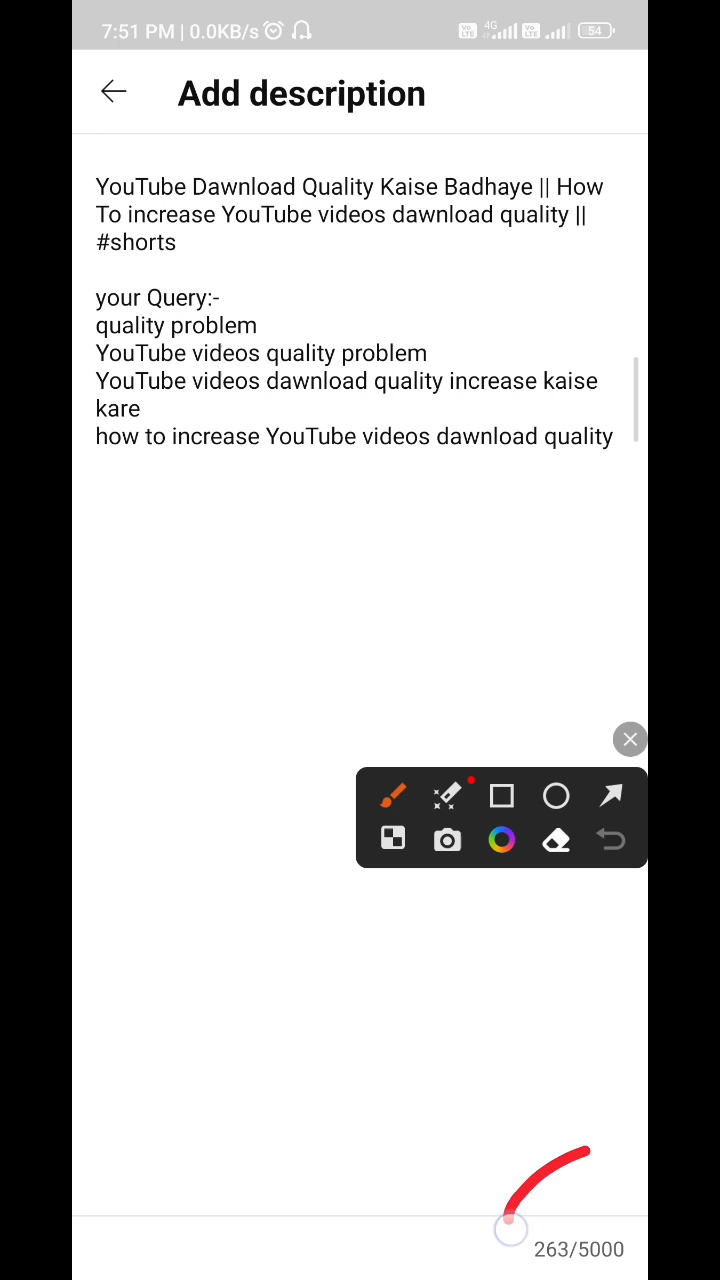 7:51 PM | 0.0KB/s
4G
54
Add description
YouTube Dawnload Quality Kaise Badhaye || How
To increase YouTube videos dawnload quality ||
#shorts
your Query:-
quality problem
YouTube videos quality problem
YouTube videos dawnload quality increase kaise
kare
how to increase YouTube videos dawnload quality
263/5000